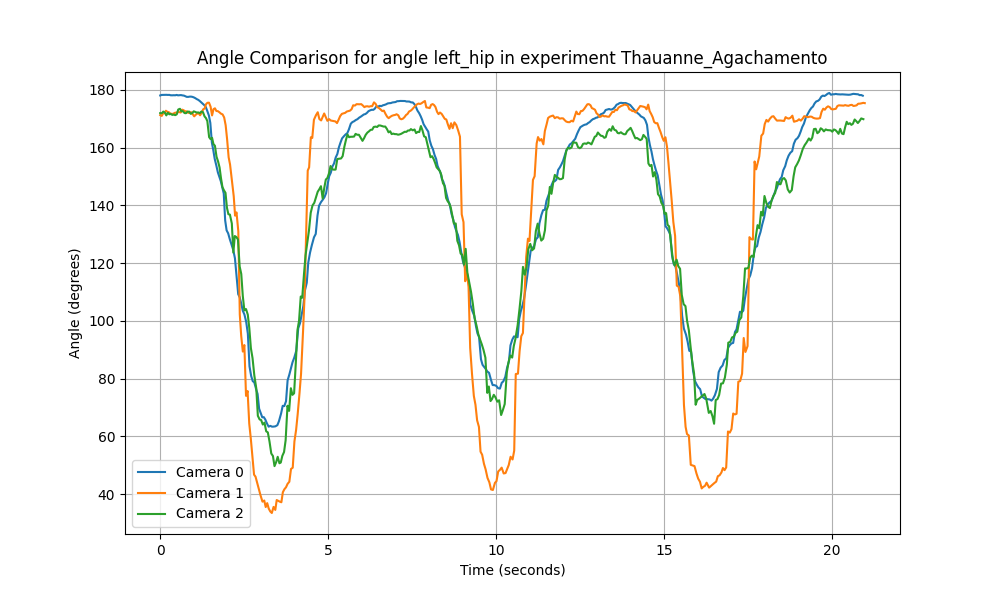 Angle Comparison for angle left_hip in experiment Thauanne_Agachamento
Angle (degrees)
180
160
140
120
100
80
60
40
Camera 0
Camera 1
Camera 2
0 5 10 15 20
Time (seconds)